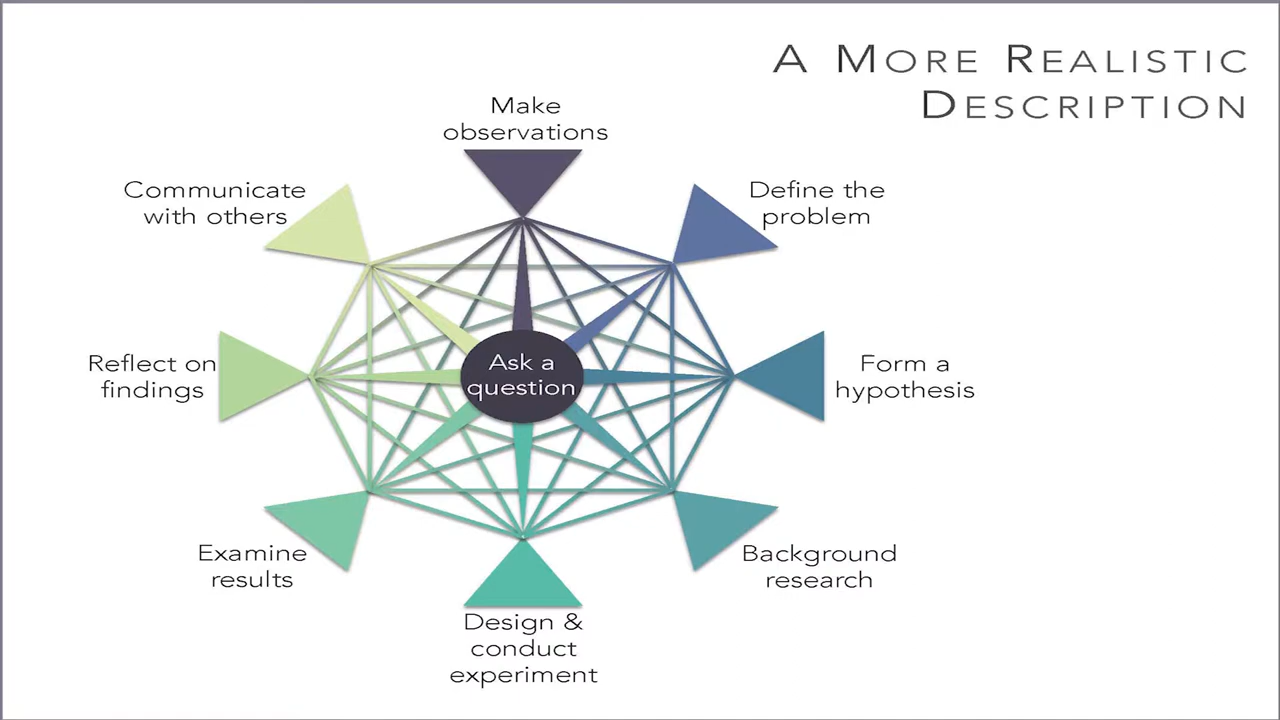 A MORE REALISTIC
DESCRIPTION
Make
observations
Define the
problem
Form a
hypothesis
Background
research
Design &
conduct
experiment
Examine
results
Reflect on
findings
Communicate
with others
Ask a
question